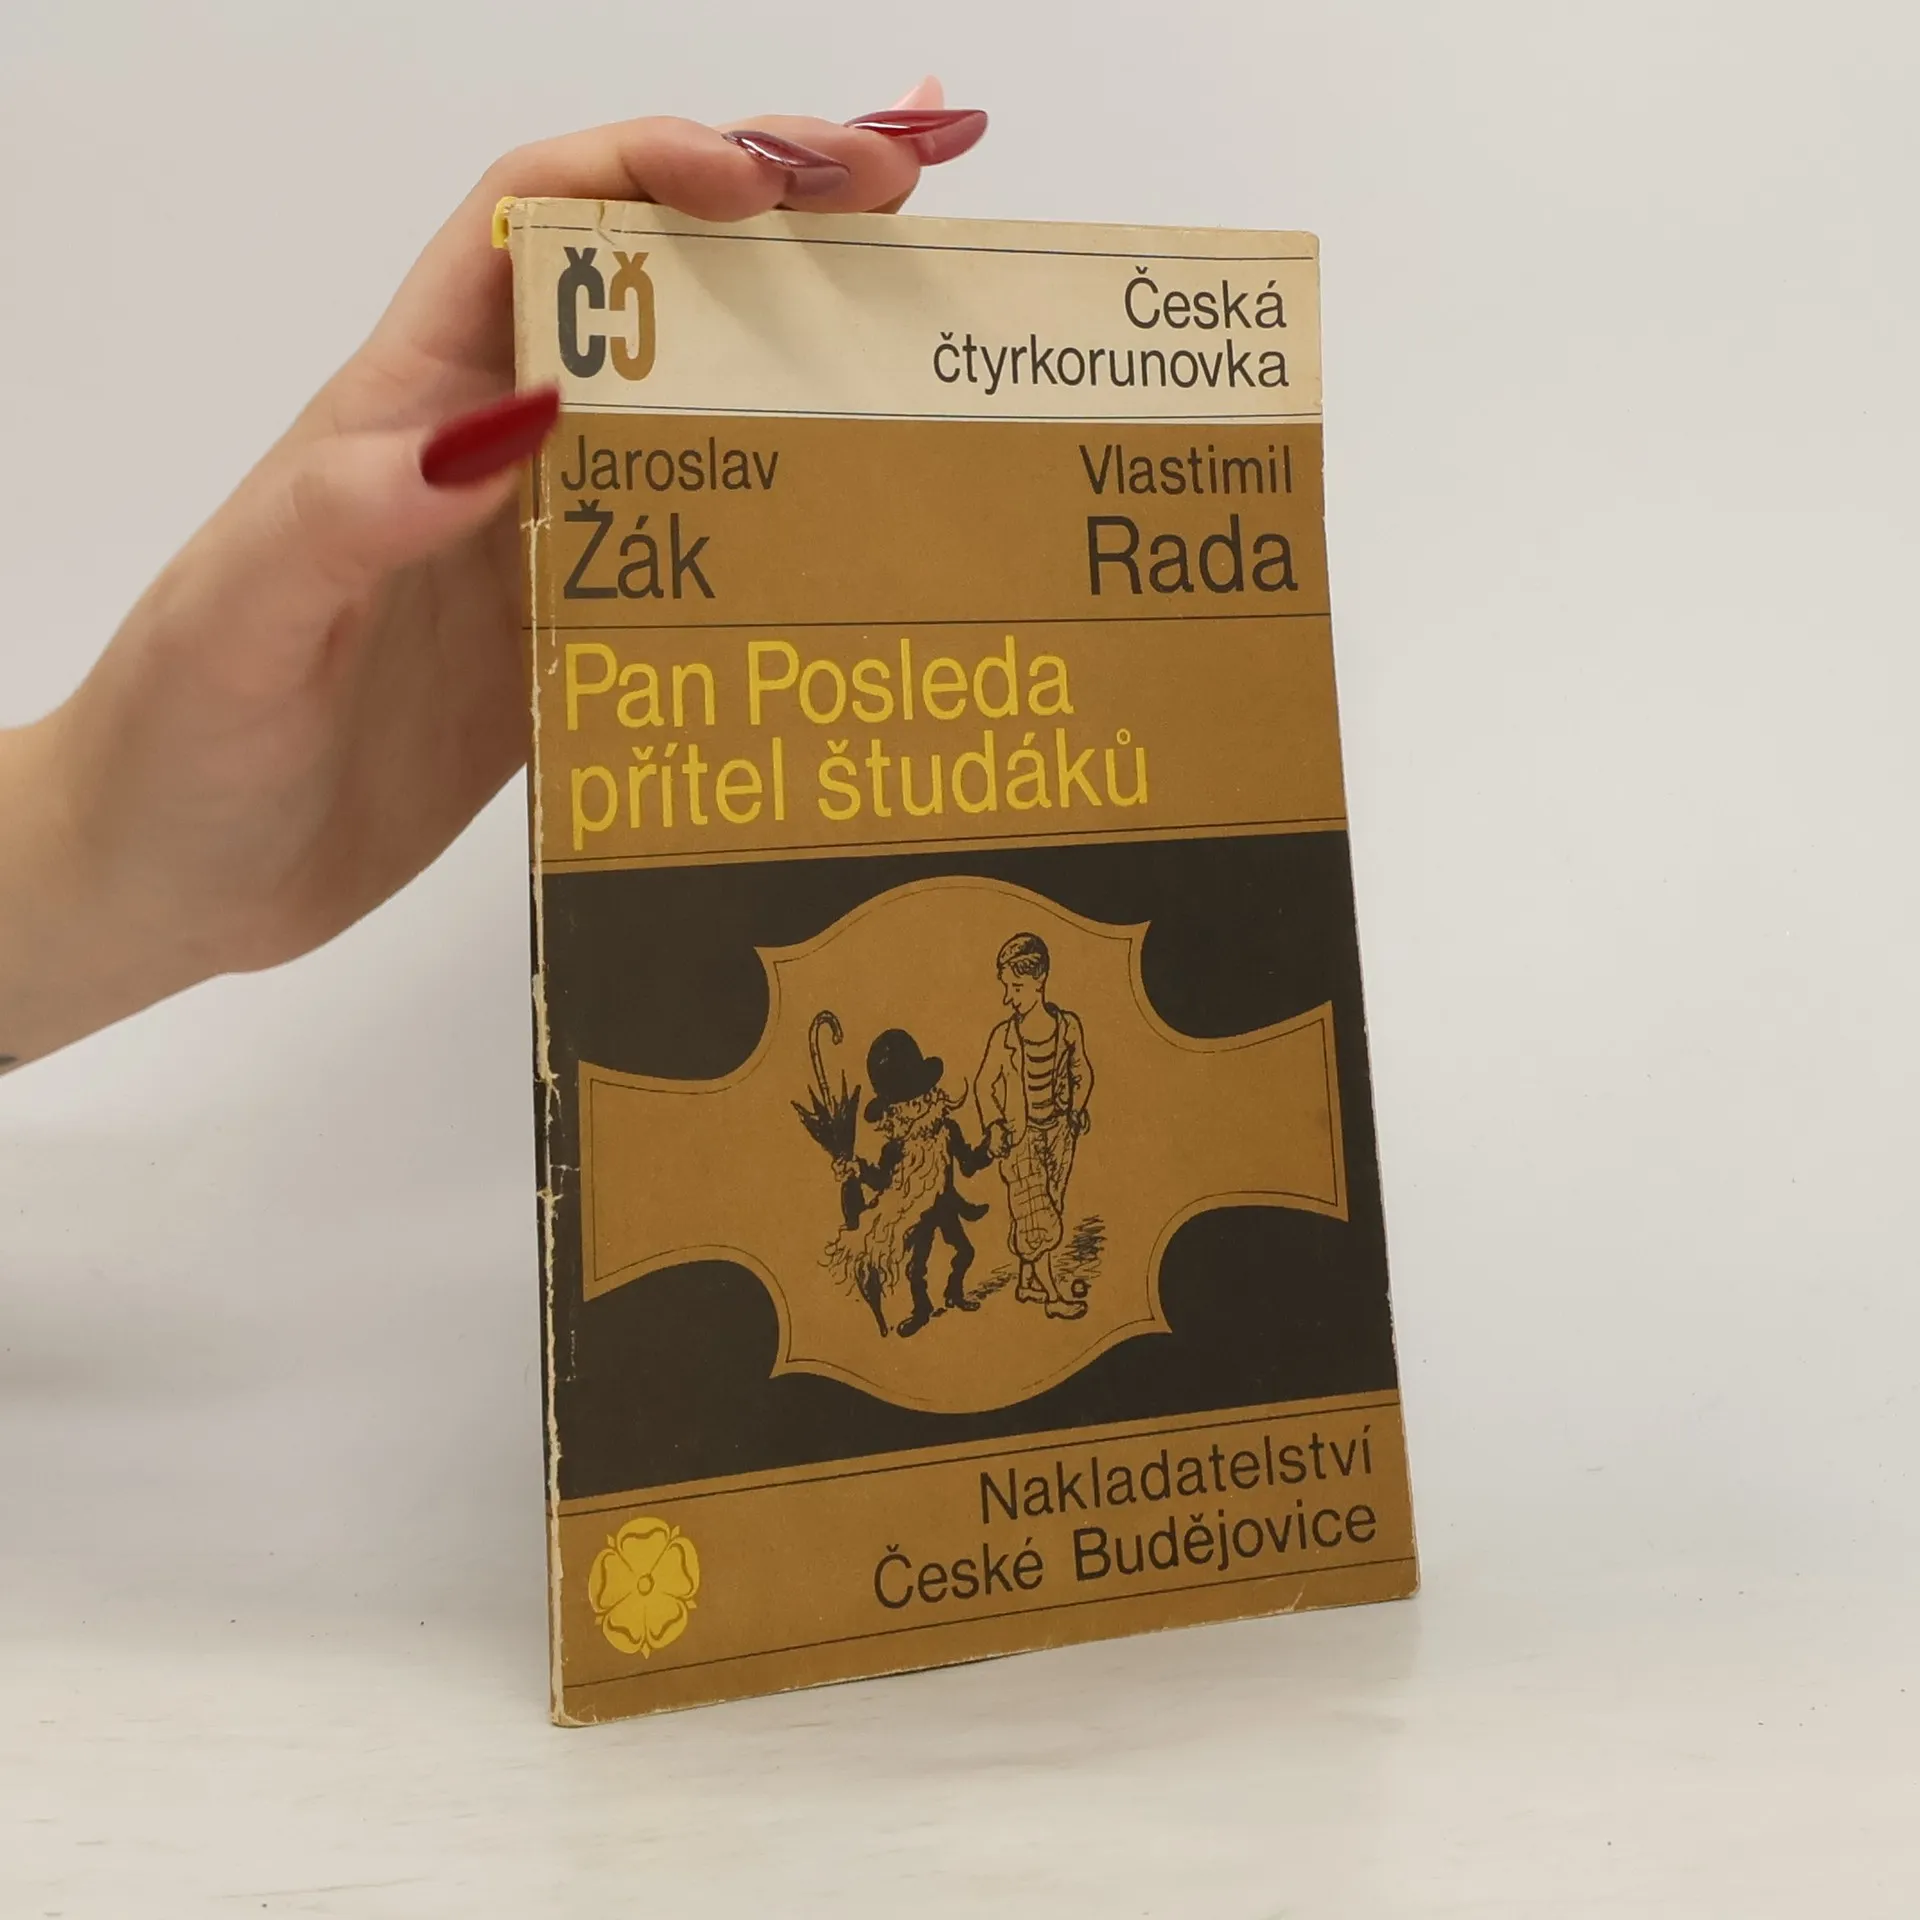 ČČ
Česká
čtyrkorunovka
Jaroslav
Žák
Vlastimil
Rada
Pan Posleda
přítel študáků
Nakladatelství
České Budějovice